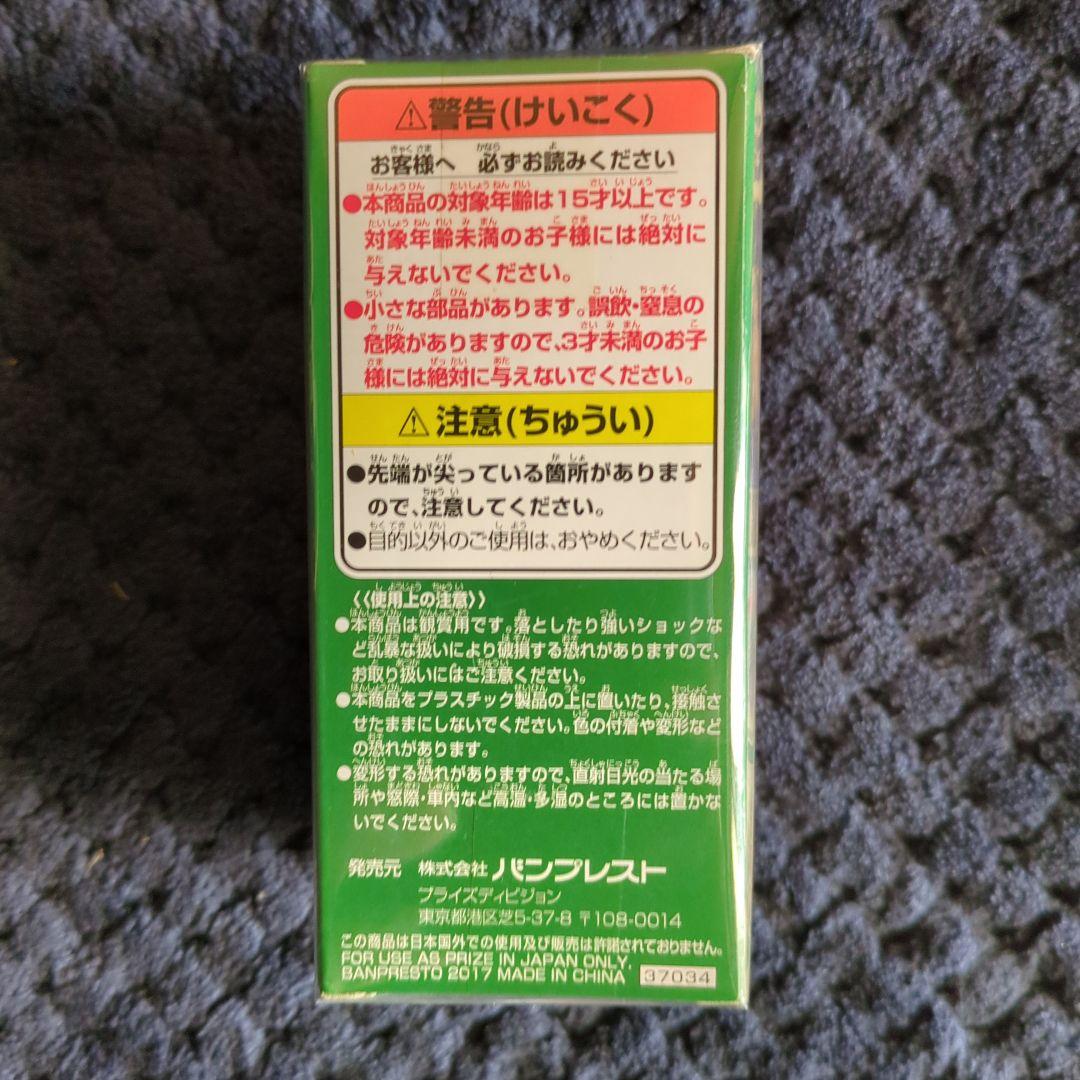 ⚠警告(けいこく)
お客様へ 必ずお読みください
●本商品の対象年齢は15才以上です。
対象年齢未満のお子様には絶対に
与えないでください。
●小さな部品があります。誤飲・窒息の
危険がありますので、3才未満のお子
様には絶対に与えないでください。
⚠注意(ちゅうい)
●先端が尖っている箇所があります
ので、注意してください。
●目的以外のご使用は、おやめください。
《使用上の注意》
●本商品は観賞用です。落としたり強いショックな
ど乱暴な扱いにより破損する恐れがありますので、
お取り扱いにはご注意ください。
●本商品をプラスチック製品の上に置いたり、接触さ
せたままにしないでください。色の付着や変形など
の恐れがあります。
●変形する恐れがありますので、直射日光の当たる場
所や窓際・車内など高温・多湿のところには置かな
いでください。
発売元 株式会社 バンプレスト
プライズディビジョン
東京都港区芝5-37-8 〒108-0014
この商品は日本国外での使用及び販売は許諾されておりません。
FOR USE AS PRIZE IN JAPAN ONLY.
BANPRESTO 2017 MADE IN CHINA 37034